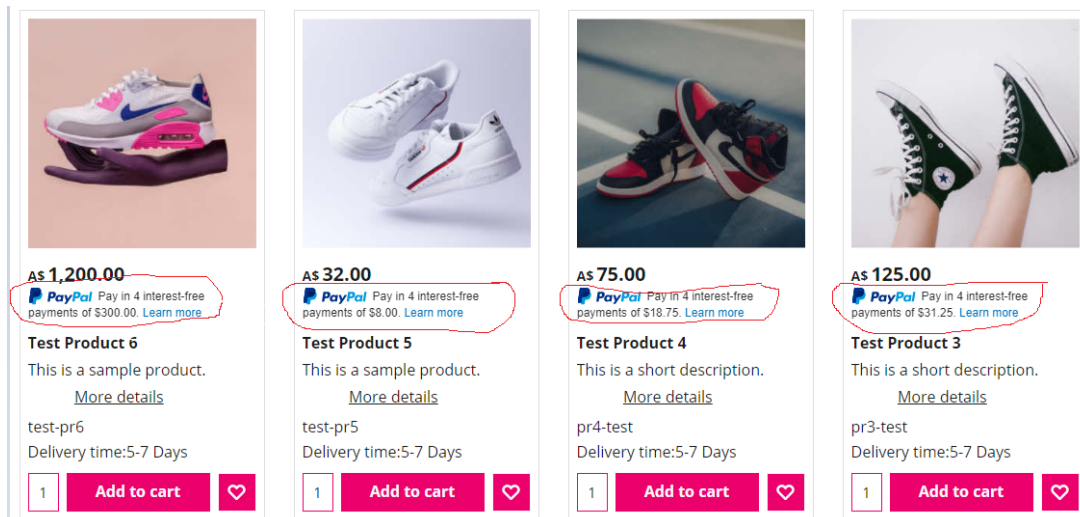 A$ 1,200.00
PayPal Pay in 4 interest-free
payments of $300.00. Learn more
Test Product 6
This is a sample product.
More details
test-pr6
Delivery time:5-7 Days
1
Add to cart
A$ 32.00
PayPal Pay in 4 interest-free
payments of $8.00. Learn more
Test Product 5
This is a sample product.
More details
test-pr5
Delivery time:5-7 Days
1
Add to cart
A$ 75.00
PayPal Pay in 4 interest-free
payments of $18.75. Learn more
Test Product 4
This is a short description.
More details
pr4-test
Delivery time:5-7 Days
1
Add to cart
A$ 125.00
PayPal Pay in 4 interest-free
payments of $31.25. Learn more
Test Product 3
This is a short description.
More details
pr3-test
Delivery time:5-7 Days
1
Add to cart